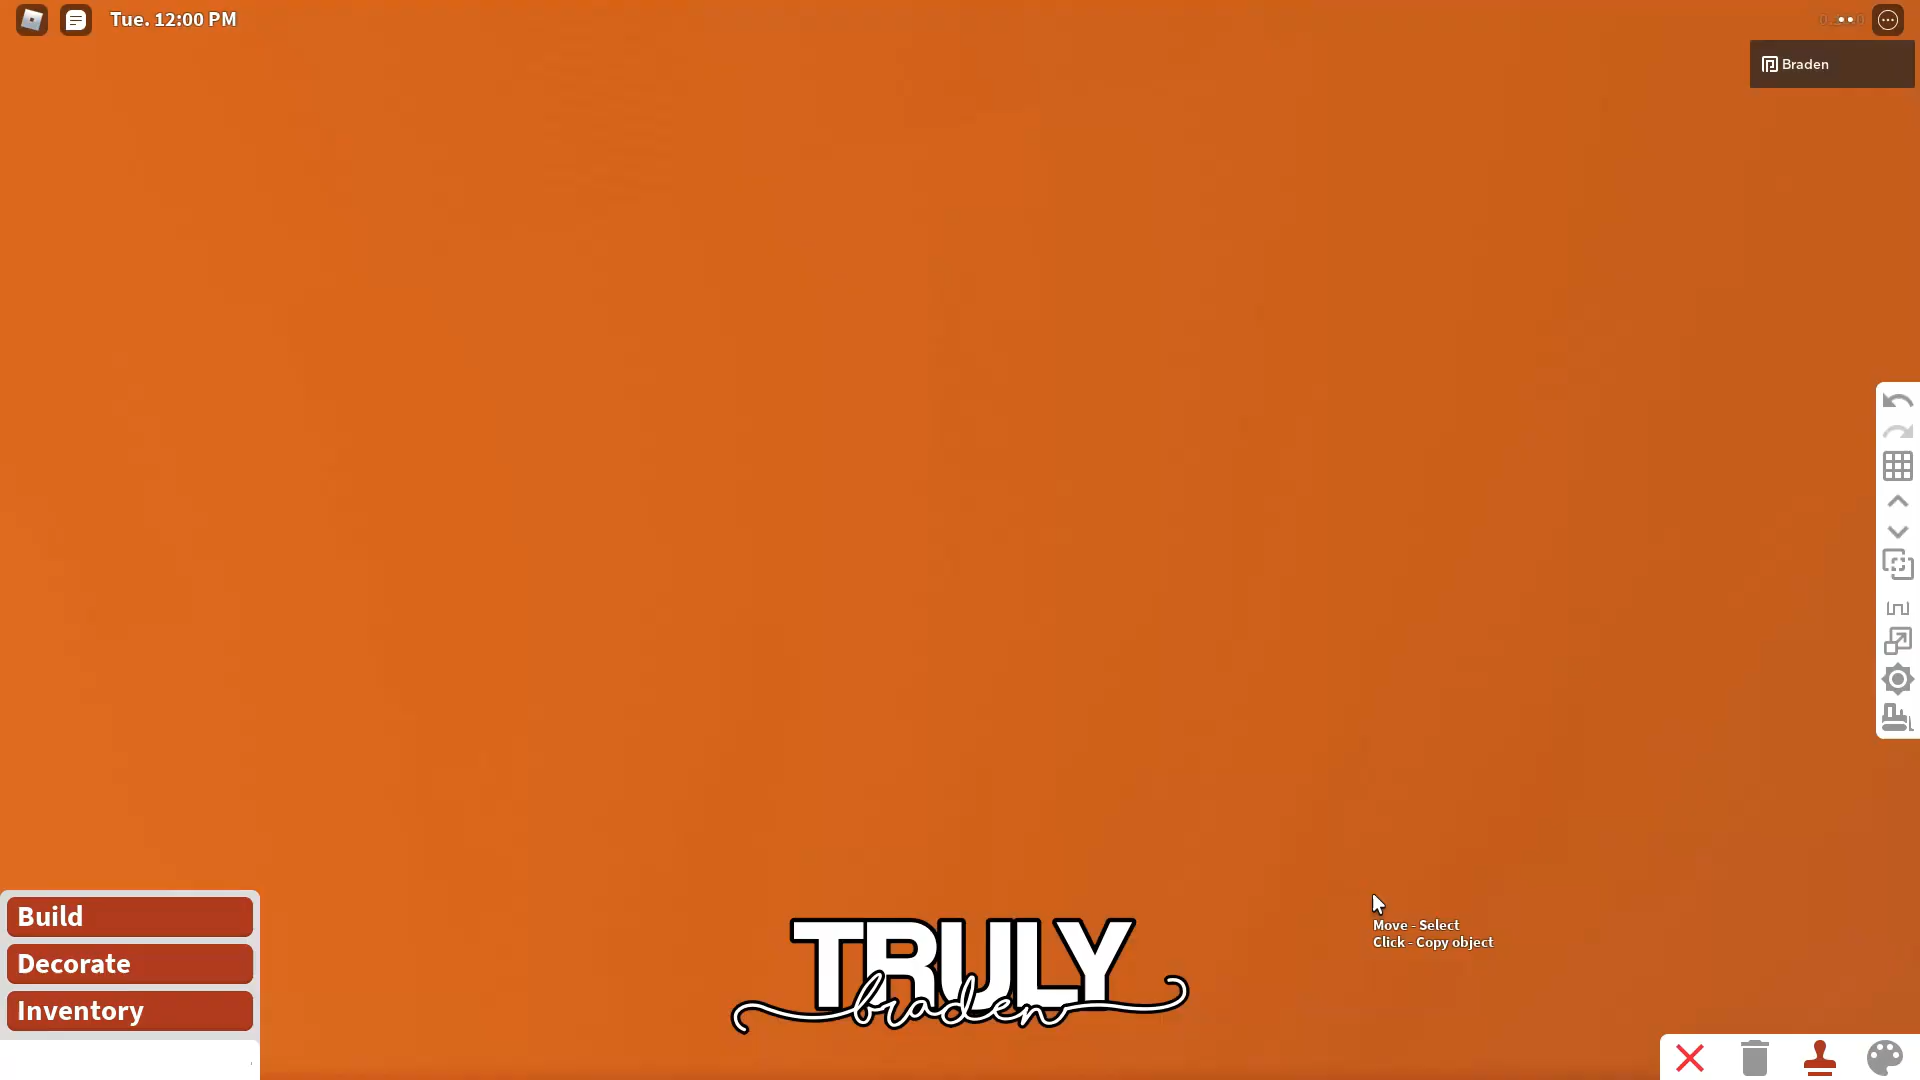 Tue. 12:00 PM
Braden
Build
Decorate
Inventory
TRULY
braden
Move - Select
Click - Copy object